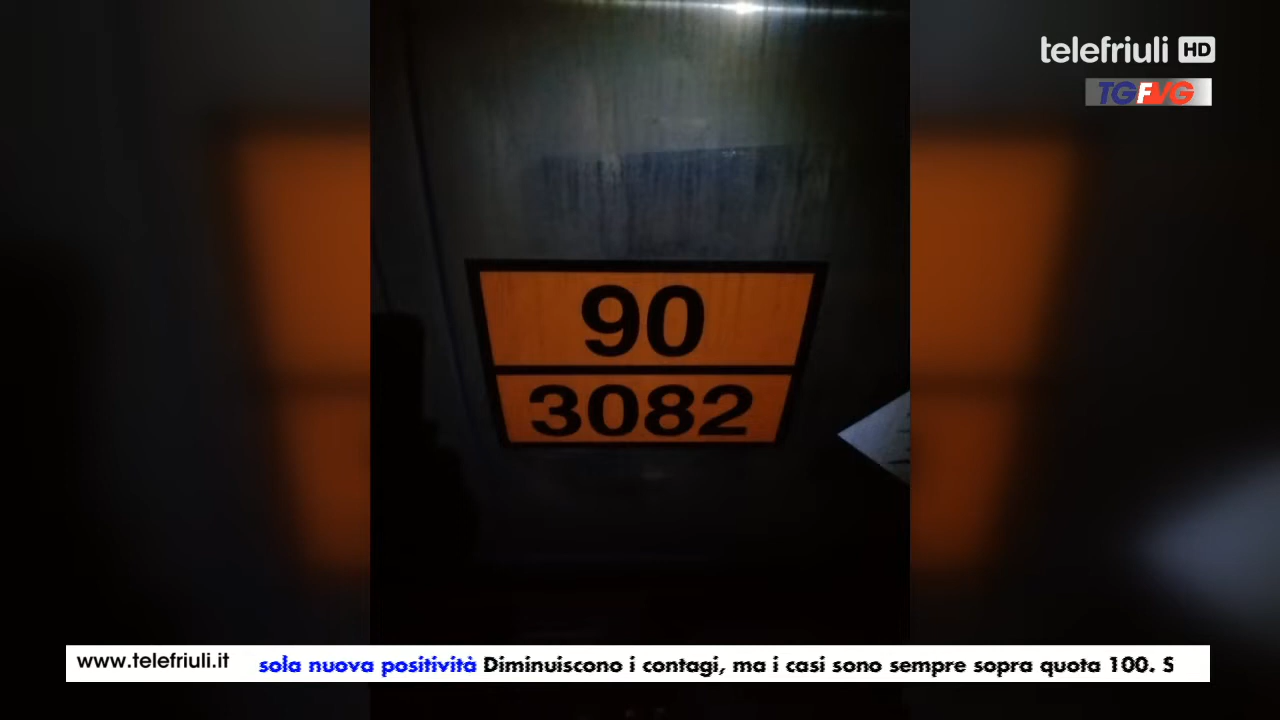 telefriuli HD
TGFVG
90
3082
www.telefriuli.it
sola nuova positività Diminuiscono i contagi, ma i casi sono sempre sopra quota 100. S